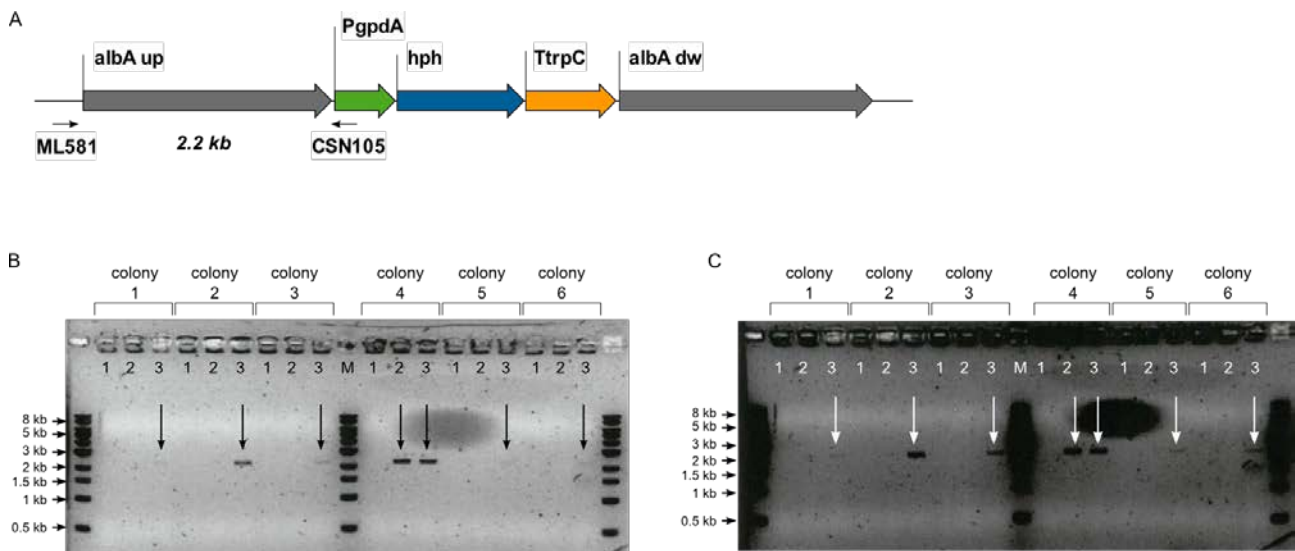 A
PgpdA
albA up
hph
TtrpC
albA dw
ML581
2.2 kb
CSN105
B
colony 1
colony 2
colony 3
colony 4
colony 5
colony 6
1 2 3 1 2 3 1 2 3 M 1 2 3 1 2 3 1 2 3
8 kb
5 kb
3 kb
2 kb
1.5 kb
1 kb
0.5 kb
C
colony 1
colony 2
colony 3
colony 4
colony 5
colony 6
1 2 3 1 2 3 1 2 3 M 1 2 3 1 2 3 1 2 3
8 kb
5 kb
3 kb
2 kb
1.5 kb
1 kb
0.5 kb